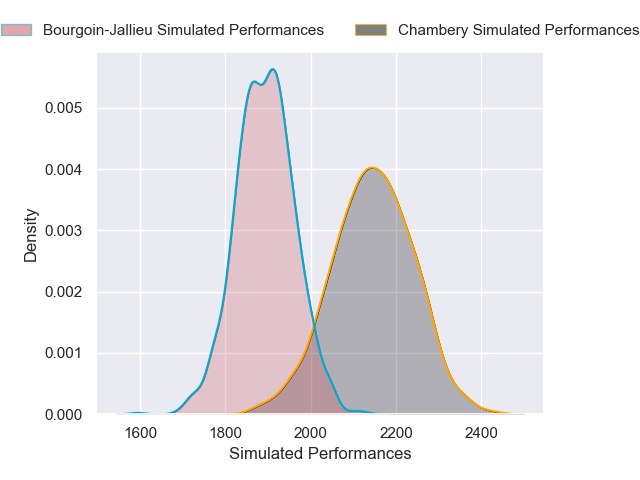 Bourgoin-Jallieu Simulated Performances
Chambery Simulated Performances
0.005
0.004
0.003
0.002
0.001
0.000
Density
1600
1800
2000
2200
2400
Simulated Performances